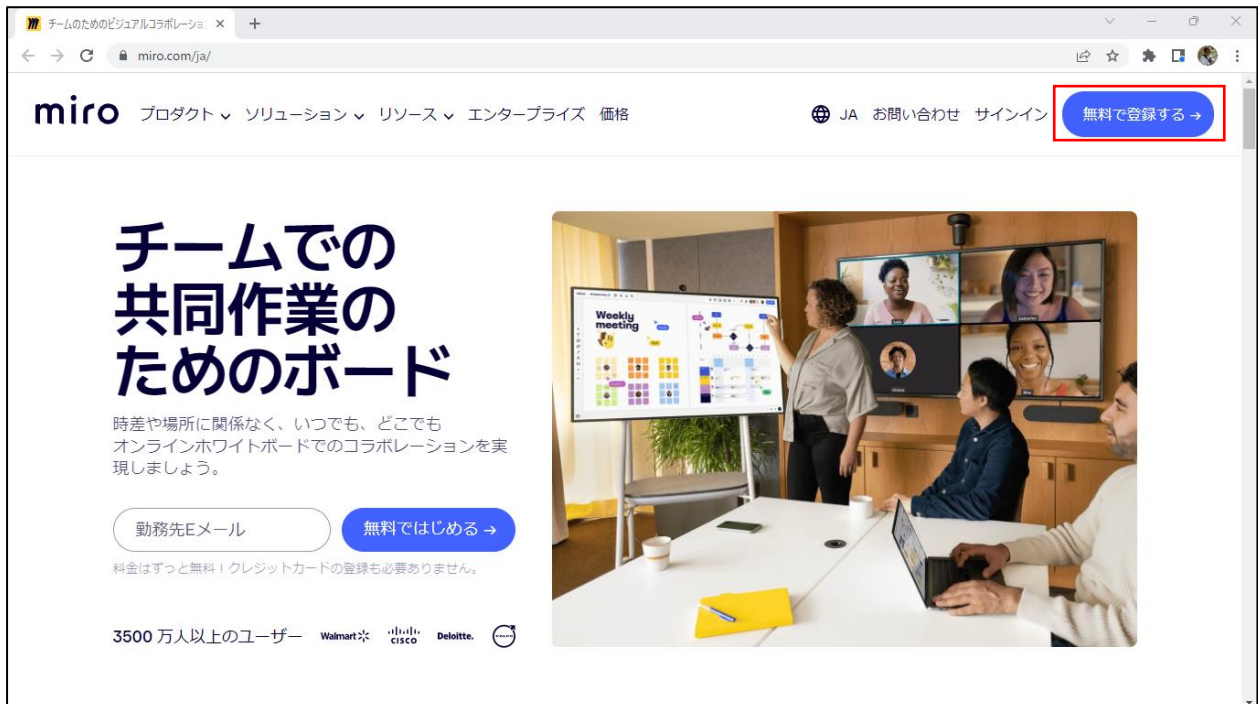 チームのためのビジュアルコラボレーショ
miro.com/ja/
miro プロダクト ソリューション リソース エンタープライズ 価格 JA お問い合わせ サインイン 無料で登録する →
チームでの
共同作業の
ためのボード
時差や場所に関係なく、いつでも、どこでも
オンラインホワイトボードでのコラボレーションを実
現しましょう。
勤務先Eメール 無料ではじめる →
料金はずっと無料！クレジットカードの登録も必要ありません。
3500 万人以上のユーザー Walmart CISCO Deloitte. VOLVO
Weekly
meeting